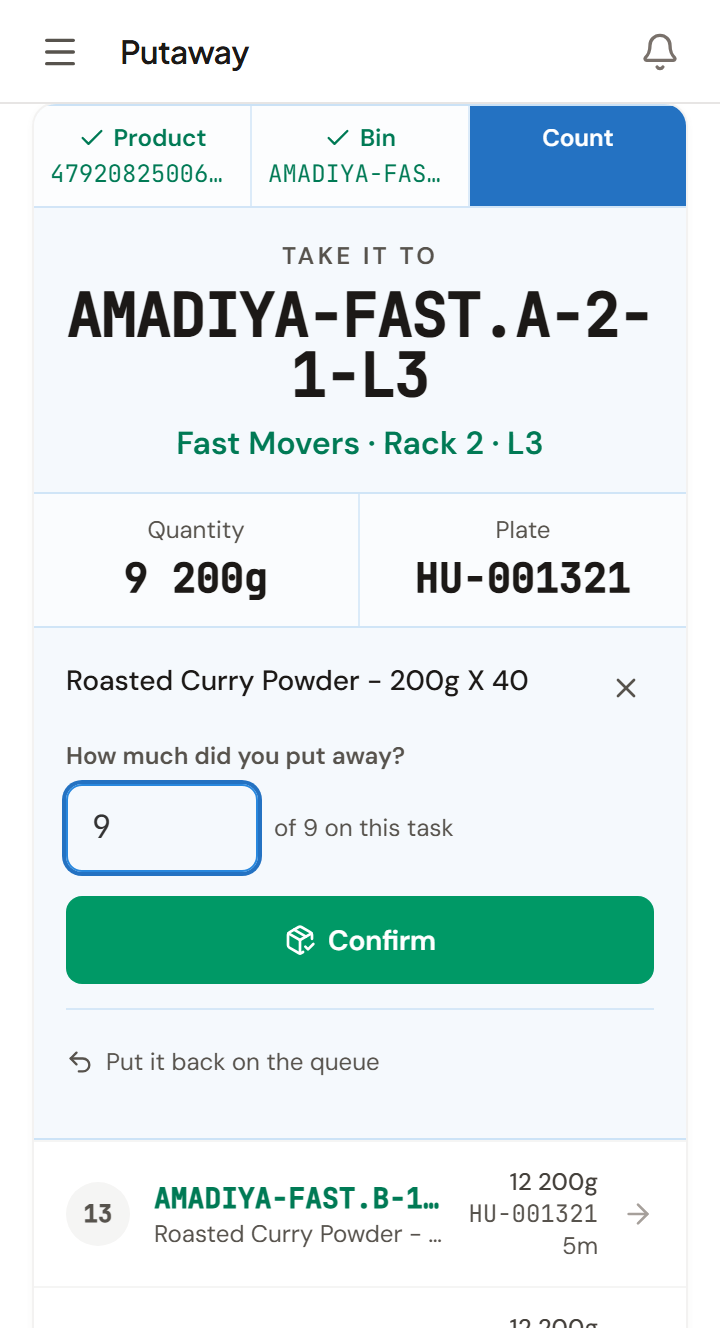 Putaway
Product
47920825006…
Bin
AMADIYA-FAS…
Count
TAKE IT TO
AMADIYA-FAST.A-2-
1-L3
Fast Movers · Rack 2 · L3
Quantity
9 200g
Plate
HU-001321
Roasted Curry Powder - 200g X 40
How much did you put away?
9
of 9 on this task
Confirm
Put it back on the queue
13
AMADIYA-FAST.B-1…
Roasted Curry Powder - …
12 200g
HU-001321
5m
12 200g